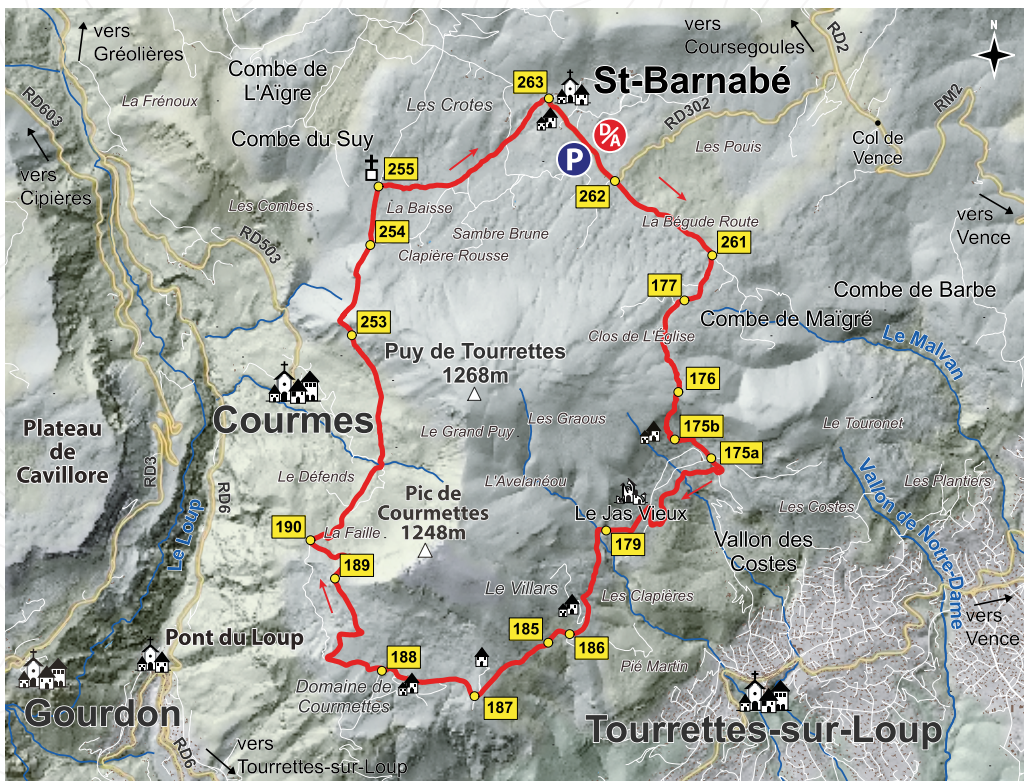 vers
Gréolières
RD603
La Frénoux
Combe de
L'Aïgre
Les Crotes
263
St-Barnabé
vers
Coursegoules
RD2
N
RM2
RD302
D/A
P
Les Pouis
Col de
Vence
vers
Cipières
Combe du Suy
255
262
Les Combes
La Baisse
254
Sambre Brune
Clapière Rousse
La Bégude Route
vers
Vence
RD503
261
177
Combe de Barbe
Combe de Maïgré
Clos de L'Église
Le Malvan
253
Puy de Tourrettes
1268m
176
Courmes
Les Graous
175b
Le Touronet
Plateau
de
Cavillore
Le Grand Puy
175a
RD3
Le Défends
L'Avelanéou
Les Plantiers
RD6
Pic de
Courmettes
1248m
Le Jas Vieux
Les Costes
Vallon de Notre-Dame
Le Loup
190
La Faille
179
Vallon des
Costes
189
Le Villars
Les Clapières
vers
Vence
Pont du Loup
185
186
188
Pié Martin
Domaine de
Courmettes
187
Gourdon
Tourrettes-sur-Loup
RD6
vers
Tourrettes-sur-Loup